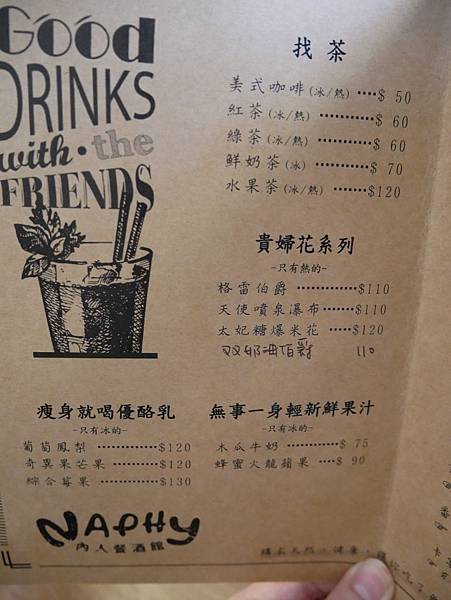 Good
DRINKS
with • the
FRIENDS
找茶
美式咖啡(冰/熱)····$ 50
紅茶(冰/熱)···········$ 60
綠茶(冰/熱)···········$ 60
鮮奶茶(冰)··········$ 70
水果茶(冰/熱)·······$120
貴婦花系列
-只有熱的-
格雷伯爵············$110
天使噴泉瀑布······$110
太妃糖爆米花·····$120
110
瘦身就喝優酪乳
-只有冰的-
葡萄鳳梨············$120
奇異果芒果·········$120
綜合莓果············$130
無事一身輕新鮮果汁
-只有冰的-
木瓜牛奶··········$ 75
蜂蜜火龍蘋果····$ 90
NAPHY
內人餐酒館